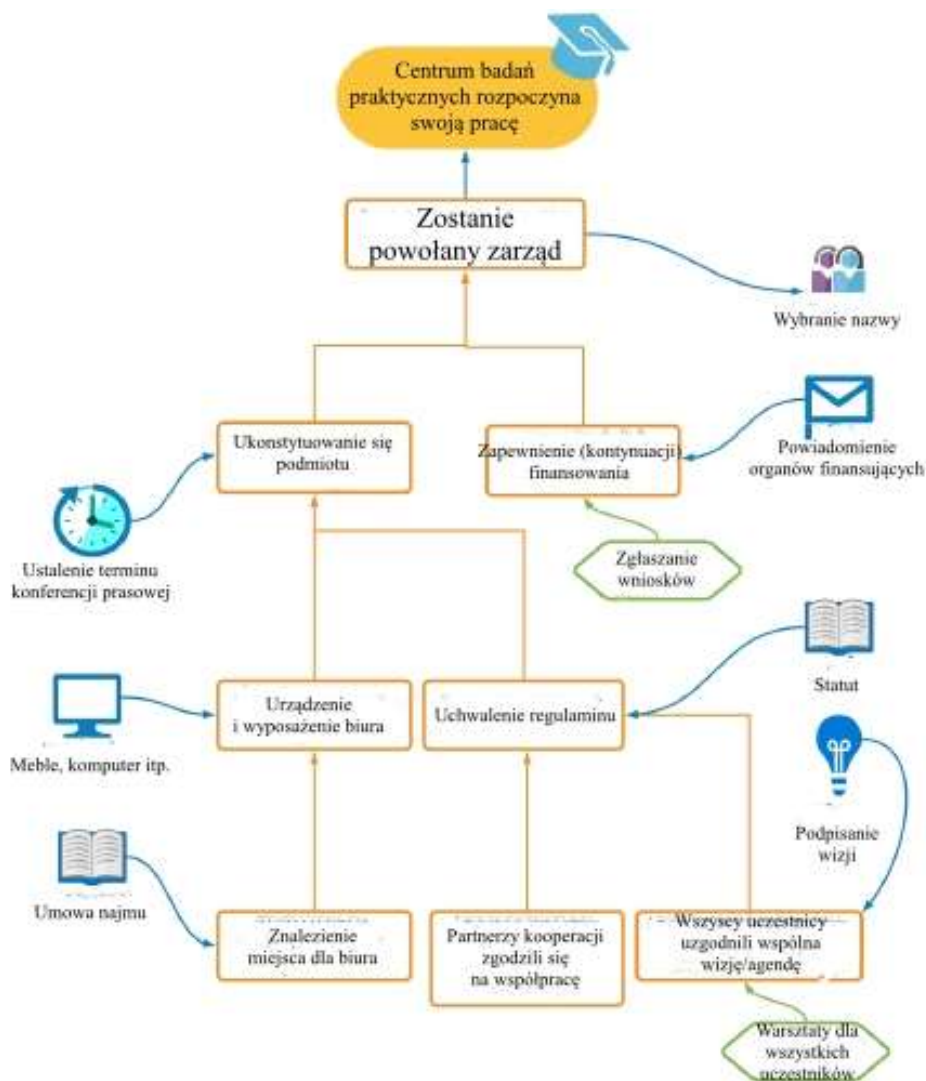 Centrum badań
praktycznych rozpoczyna
swoją pracę
Zostanie
powołany zarząd
Wybranie nazwy
Ukonstytuowanie się
podmiotu
Zapewnienie (kontynuacji)
finansowania
Powiadomienie
organów finansujących
Ustalenie terminu
konferencji prasowej
Zgłaszanie
wniosków
Statut
Urządzenie
i wyposażenie biura
Uchwalenie regulaminu
Meble, komputer itp.
Podpisanie
wizji
Umowa najmu
Znalezienie
miejsca dla biura
Partnerzy kooperacji
zgodzili się
na współpracę
Wszyscy uczestnicy
uzgodnili wspólna
wizję/agendę
Warsztaty dla
wszystkich
uczestników